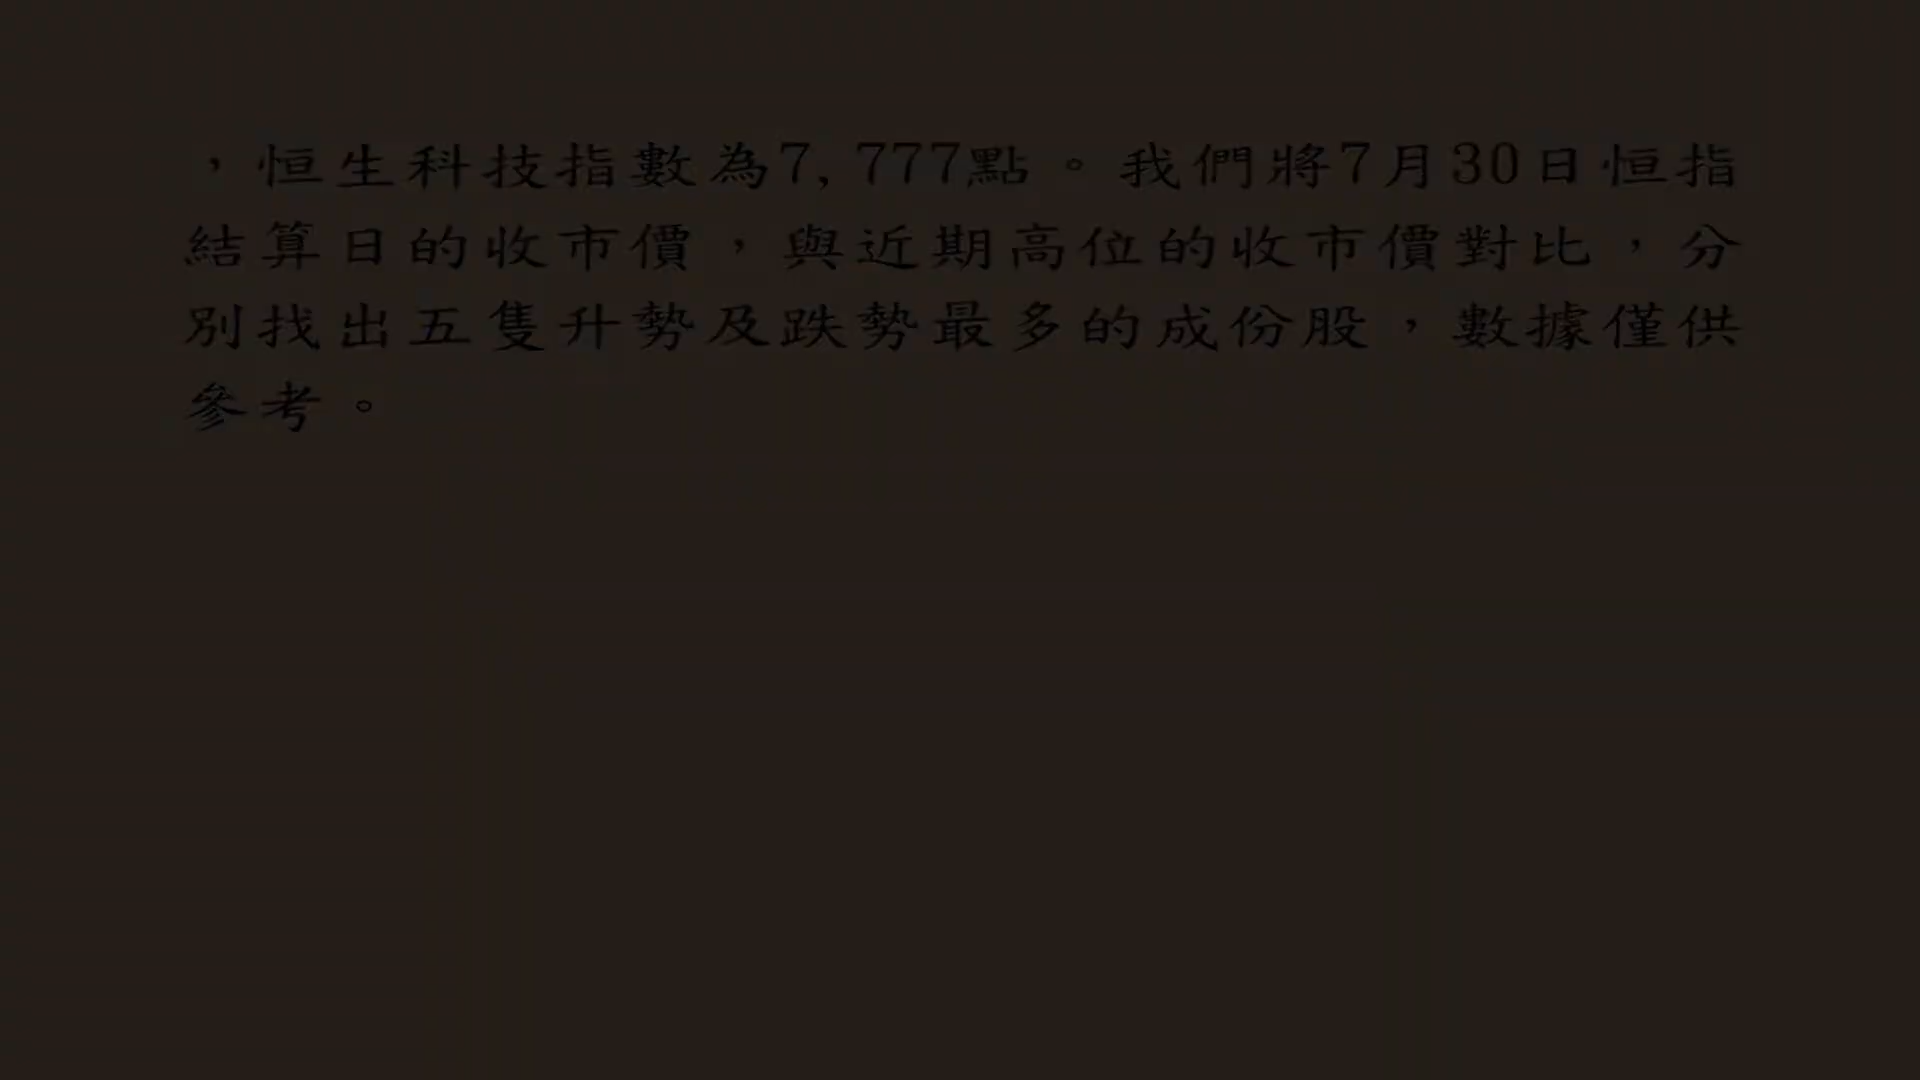 ，恒生科技指數為7,777點。我們將7月30日恒指
結算日的收市價，與近期高位的收市價對比，分
別找出五隻升勢及跌勢最多的成份股，數據僅供
參考。